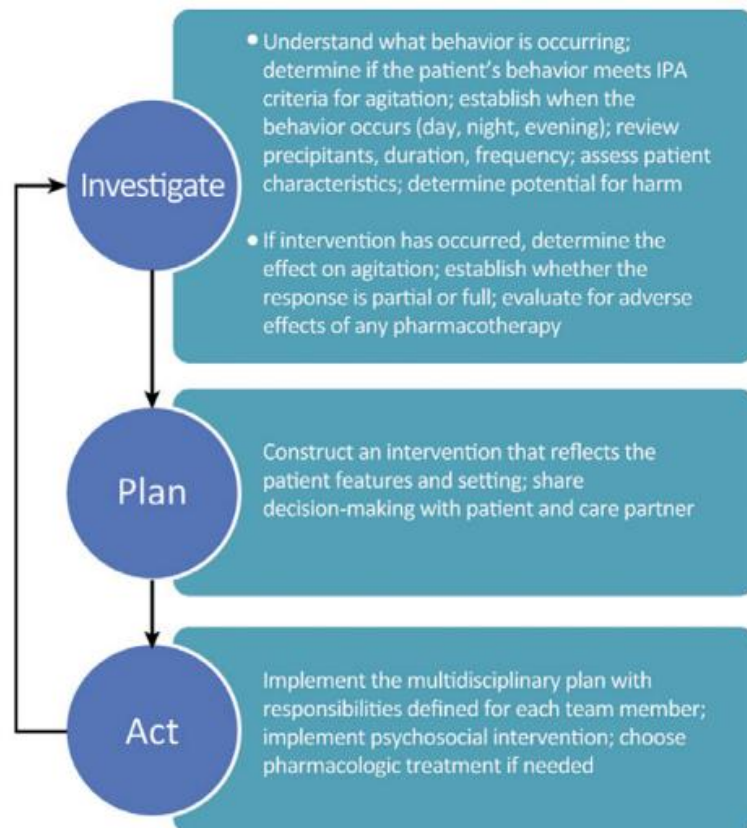 • Understand what behavior is occurring;
determine if the patient's behavior meets IPA
criteria for agitation; establish when the
behavior occurs (day, night, evening); review
precipitants, duration, frequency; assess patient
characteristics; determine potential for harm
Investigate
• If intervention has occurred, determine the
effect on agitation; establish whether the
response is partial or full; evaluate for adverse
effects of any pharmacotherapy
Plan
Construct an intervention that reflects the
patient features and setting; share
decision-making with patient and care partner
Act
Implement the multidisciplinary plan with
responsibilities defined for each team member;
implement psychosocial intervention; choose
pharmacologic treatment if needed